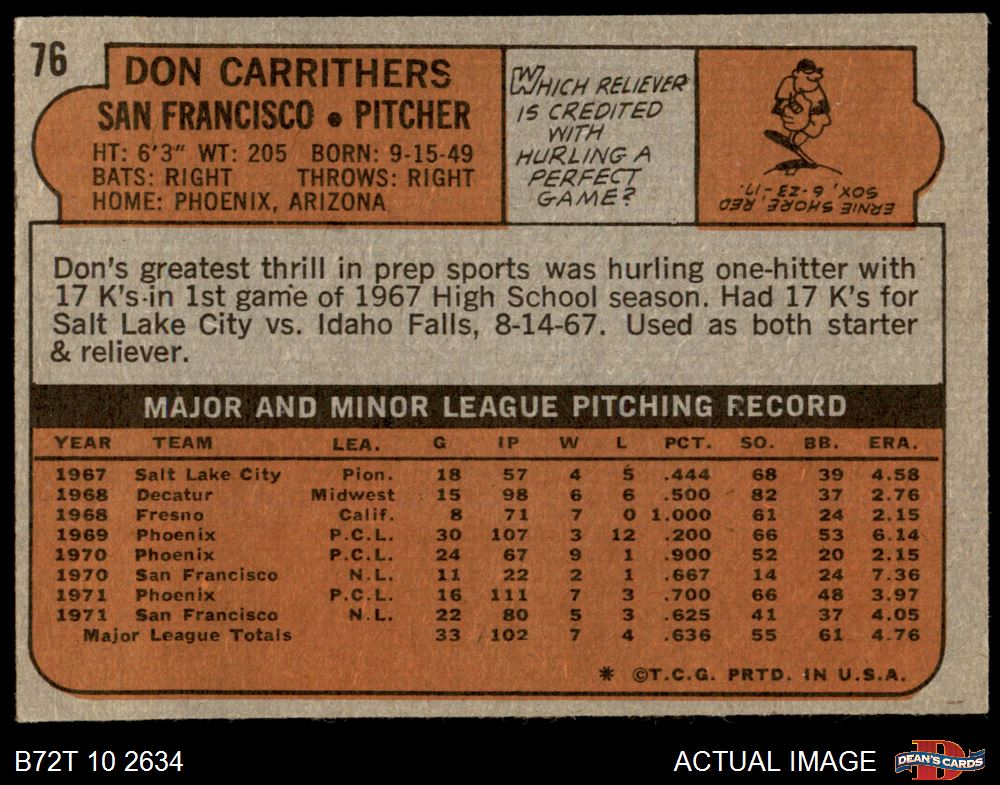 76
DON CARRITHERS
SAN FRANCISCO • PITCHER
HT: 6'3" WT: 205 BORN: 9-15-49
BATS: RIGHT THROWS: RIGHT
HOME: PHOENIX, ARIZONA
WHICH RELIEVER
IS CREDITED
WITH
HURLING A
PERFECT
GAME?
ERNIE SHORE, RED
SOX, 6-23-'17.
Don's greatest thrill in prep sports was hurling one-hitter with
17 K's in 1st game of 1967 High School season. Had 17 K's for
Salt Lake City vs. Idaho Falls, 8-14-67. Used as both starter
& reliever.
MAJOR AND MINOR LEAGUE PITCHING RECORD
YEAR TEAM LEA. G IP W L PCT. SO. BB. ERA.
1967 Salt Lake City Pion. 18 57 4 5 .444 68 39 4.58
1968 Decatur Midwest 15 98 6 6 .500 82 37 2.76
1968 Fresno Calif. 8 71 7 0 1.000 61 24 2.15
1969 Phoenix P.C.L. 30 107 3 12 .200 66 53 6.14
1970 Phoenix P.C.L. 24 67 9 1 .900 52 20 2.15
1970 San Francisco N.L. 11 22 2 1 .667 14 24 7.36
1971 Phoenix P.C.L. 16 111 7 3 .700 66 48 3.97
1971 San Francisco N.L. 22 80 5 3 .625 41 37 4.05
Major League Totals 33 102 7 4 .636 55 61 4.76
* ©T.C.G. PRTD. IN U.S.A.
B72T 10 2634
ACTUAL IMAGE
D
DEAN'S CARDS